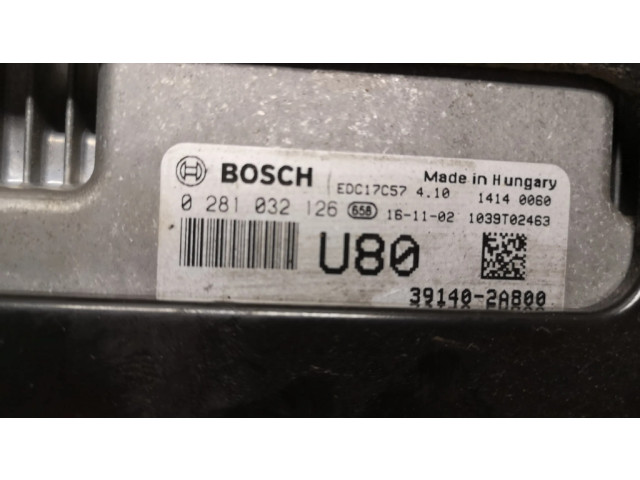 BOSCH EDC17C57 4.10 Made in Hungary
1414 0060
0 281 032 126 658 16-11-02 1039T02463
U80
39140-2A800